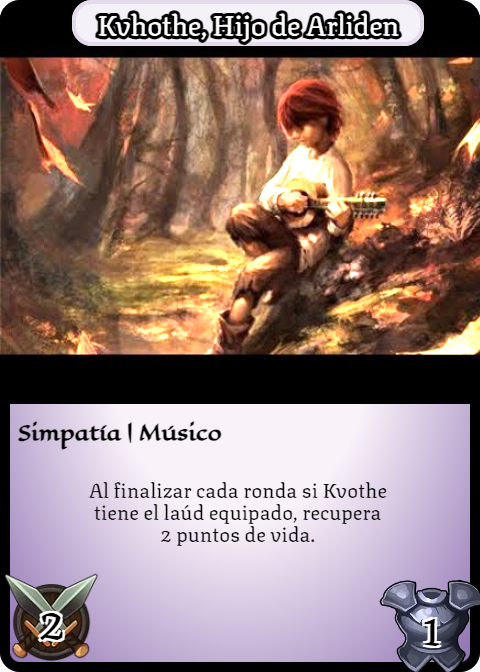 Kvhothe, Hijo de Arliden
Simpatía | Músico
Al finalizar cada ronda si Kvothe
tiene el laúd equipado, recupera
2 puntos de vida.
2
1